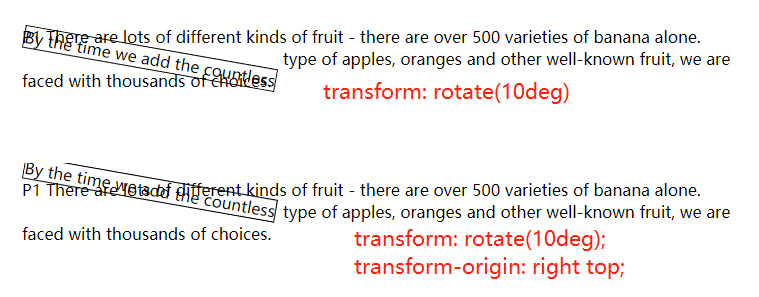 P1 There are lots of different kinds of fruit - there are over 500 varieties of banana alone.
By the time we add the countless type of apples, oranges and other well-known fruit, we are
faced with thousands of choices.
transform: rotate(10deg)
By the time we add the countless
P1 There are lots of different kinds of fruit - there are over 500 varieties of banana alone.
type of apples, oranges and other well-known fruit, we are
faced with thousands of choices.
transform: rotate(10deg);
transform-origin: right top;